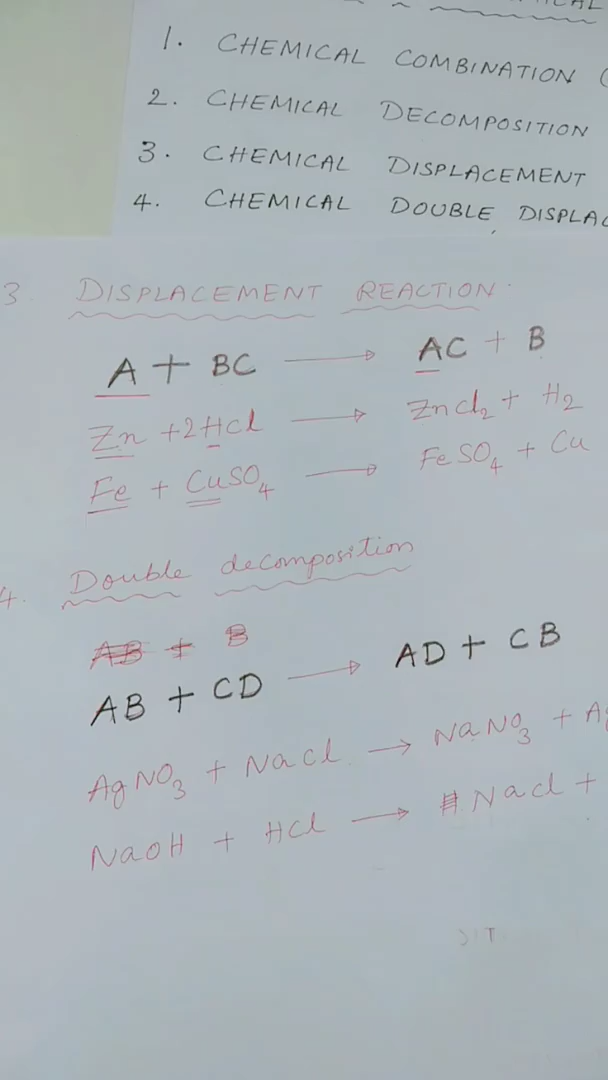 1. CHEMICAL COMBINATION (
2. CHEMICAL DECOMPOSITION
3. CHEMICAL DISPLACEMENT
4. CHEMICAL DOUBLE DISPLAC
3. DISPLACEMENT REACTION.
A + BC → AC + B
Zn + 2HCl → ZnCl₂ + H₂
Fe + CuSO₄ → FeSO₄ + Cu
4. Double decomposition
AB + CD → AD + CB
AgNO₃ + NaCl → NaNO₃ + Ag
NaOH + HCl → NaCl +